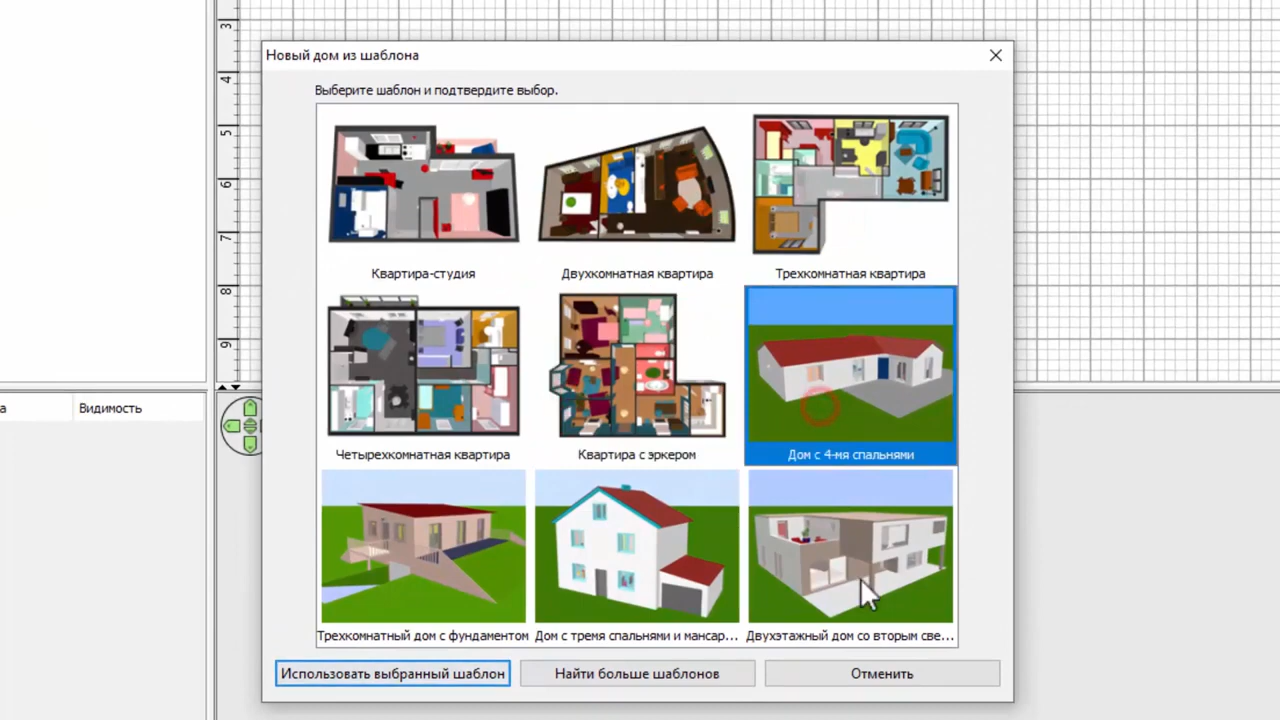 3
Новый дом из шаблона
4
Выберите шаблон и подтвердите выбор.
5
6
7
Квартира-студия
Двухкомнатная квартира
Трехкомнатная квартира
8
9
а
Видимость
Четырехкомнатная квартира
Квартира с эркером
Дом с 4-мя спальнями
Трехкомнатный дом с фундаментом
Дом с тремя спальнями и мансар...
Двухэтажный дом со вторым све...
Использовать выбранный шаблон
Найти больше шаблонов
Отменить